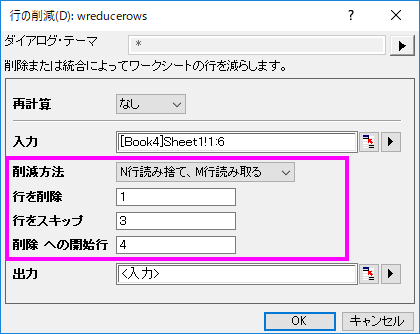 行の削減(D): wreducerows
ダイアログ・テーマ *
削除または統合によってワークシートの行を減らします。
再計算 なし
入力 [Book4]Sheet1!1:6
削減方法 N行読み捨て、M行読み取る
行を削除 1
行をスキップ 3
削除 への開始行 4
出力 <入力>
OK キャンセル